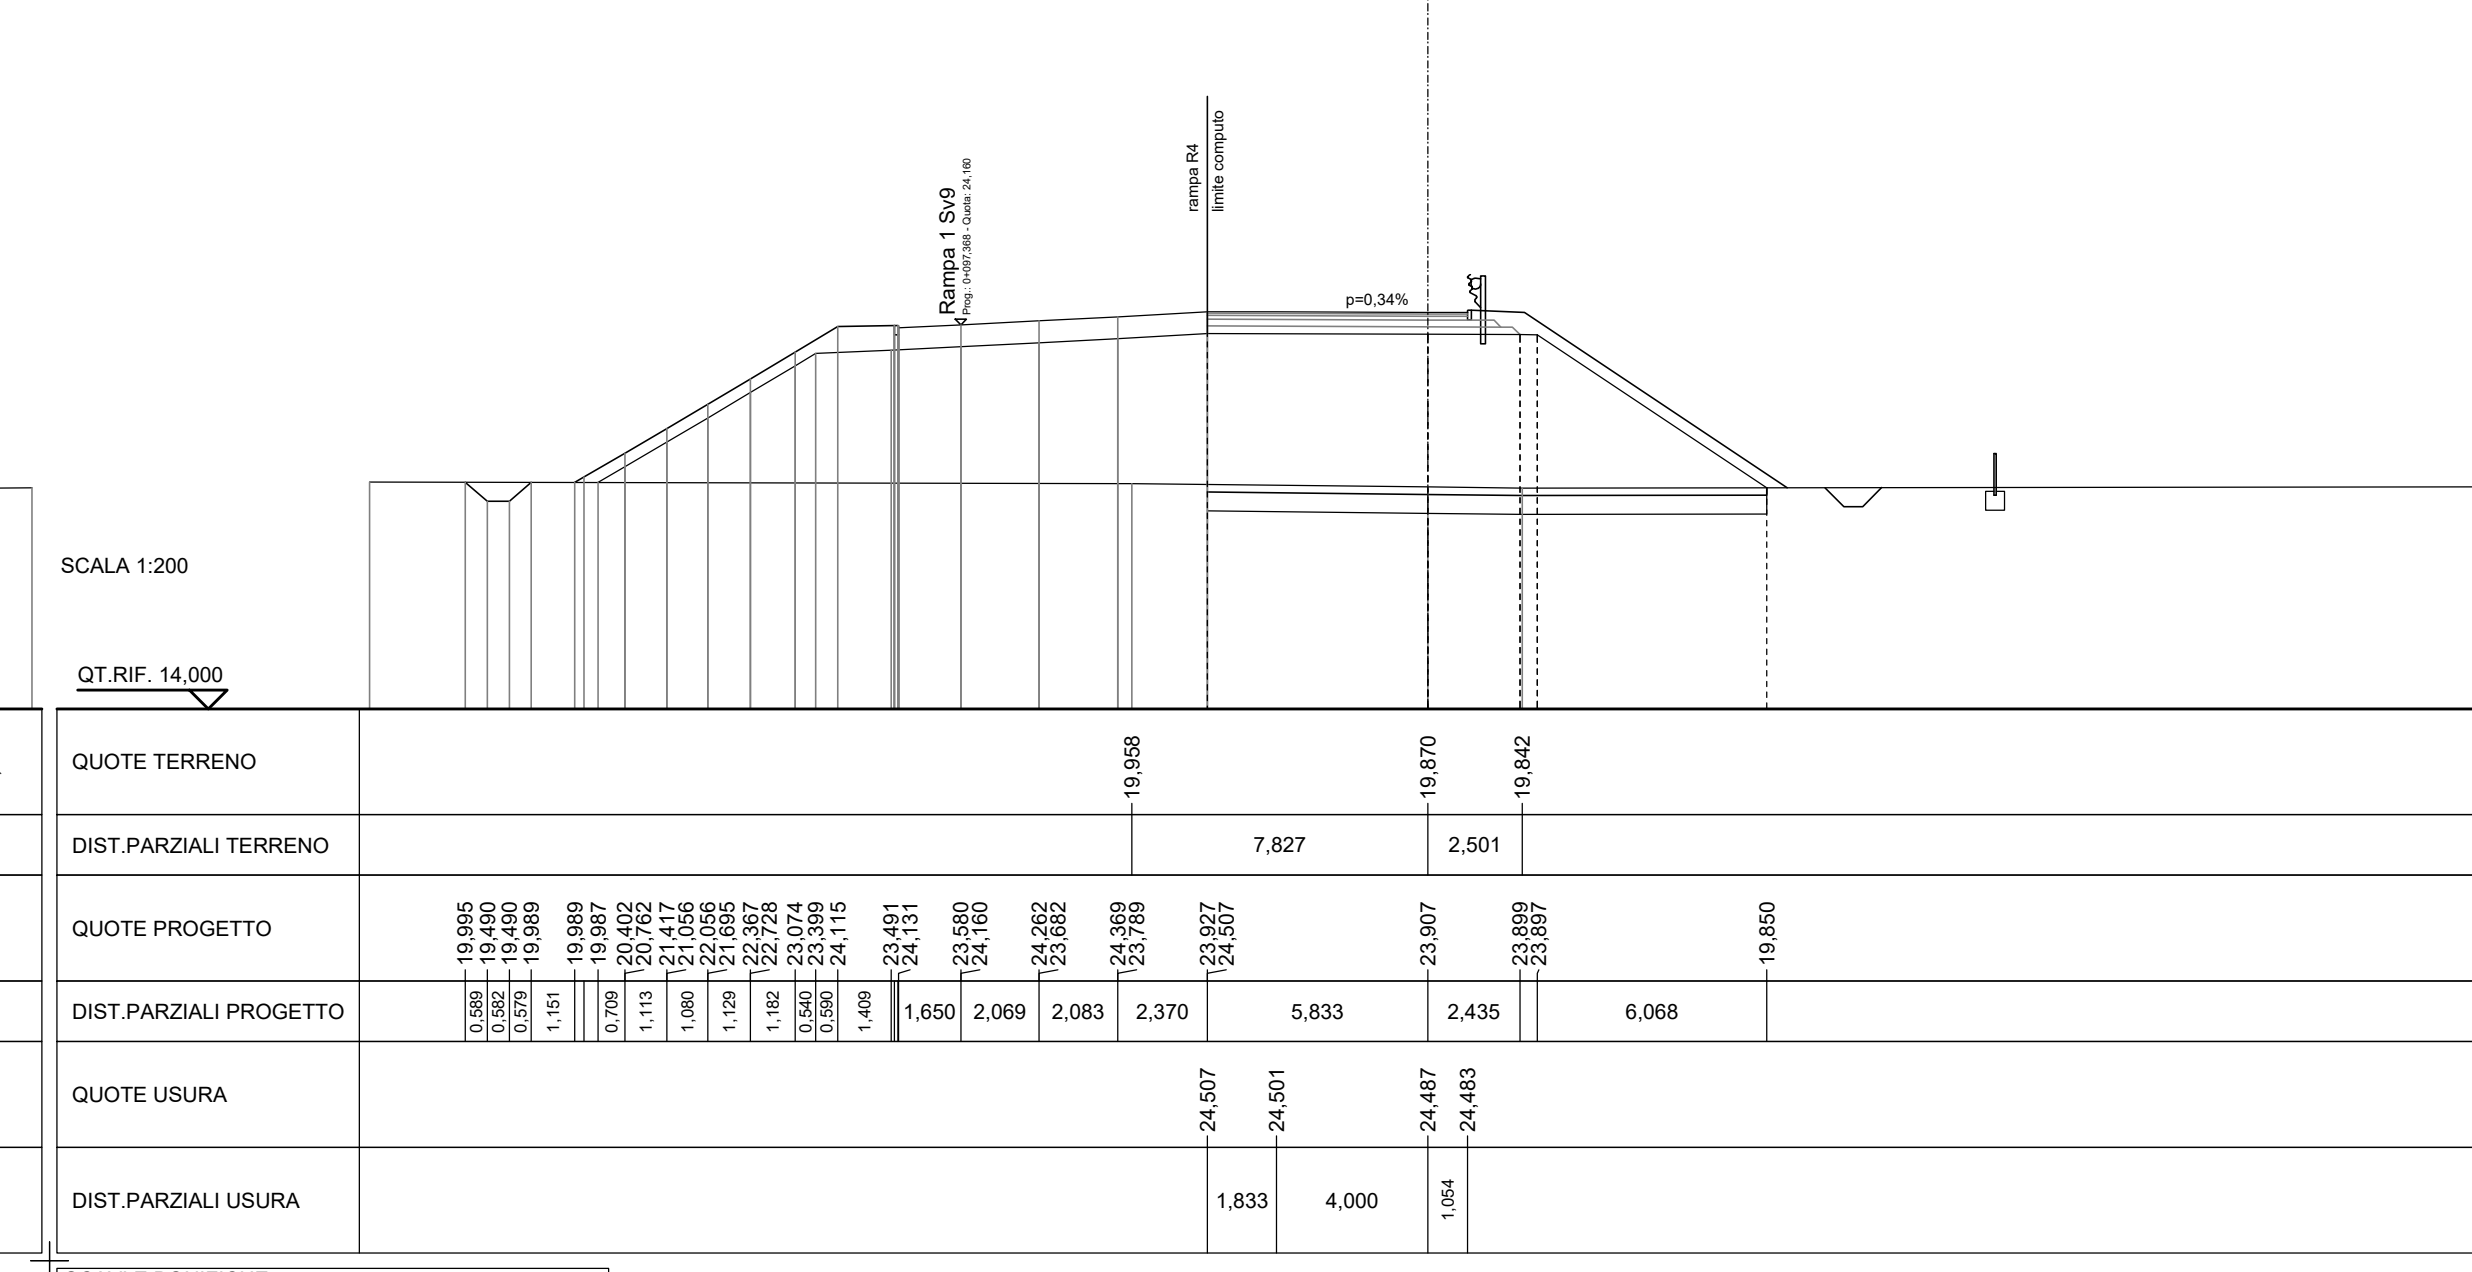 Rampa 1 Sv9
Prog.: 0+097,368 - Quota: 24,160
rampa R4
limite computo
p=0,34%
SCALA 1:200
QT.RIF. 14,000
QUOTE TERRENO
19,958 19,870 19,842
DIST.PARZIALI TERRENO
7,827 2,501
QUOTE PROGETTO
19,995 19,490 19,490 19,989 19,989 19,987 20,402 20,762 21,417 21,056 22,056 21,695 22,367 22,728 23,074 23,399 24,115 23,491 24,131 23,580 24,160 24,262 23,682 24,369 23,789 23,927 24,507 23,907 23,899 23,897 19,850
DIST.PARZIALI PROGETTO
0,589 0,582 0,579 1,151 0,709 1,113 1,080 1,129 1,182 0,540 0,590 1,409 1,650 2,069 2,083 2,370 5,833 2,435 6,068
QUOTE USURA
24,507 24,501 24,487 24,483
DIST.PARZIALI USURA
1,833 4,000 1,054